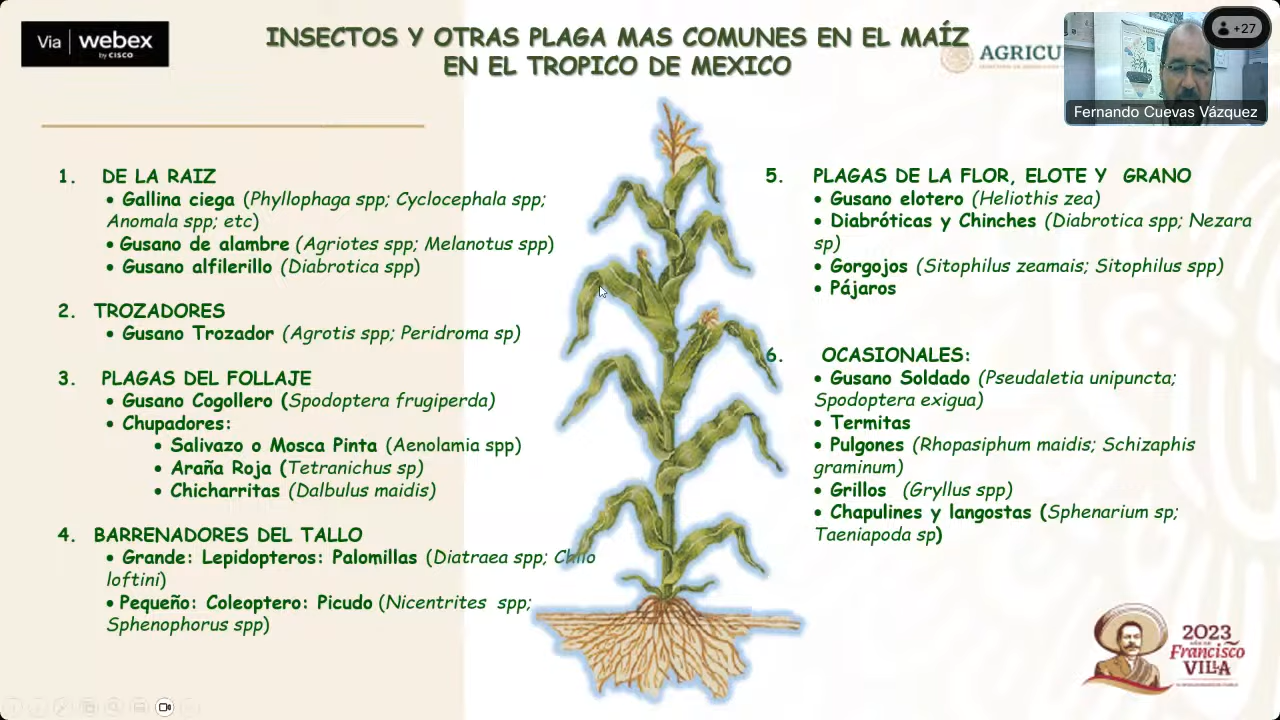 Via webex
by CISCO
INSECTOS Y OTRAS PLAGA MAS COMUNES EN EL MAÍZ
EN EL TROPICO DE MEXICO
AGRICU
+27
Fernando Cuevas Vázquez
1. DE LA RAIZ
• Gallina ciega (Phyllophaga spp; Cyclocephala spp;
Anomala spp; etc)
• Gusano de alambre (Agriotes spp; Melanotus spp)
• Gusano alfilerillo (Diabrotica spp)
2. TROZADORES
• Gusano Trozador (Agrotis spp; Peridroma sp)
3. PLAGAS DEL FOLLAJE
• Gusano Cogollero (Spodoptera frugiperda)
• Chupadores:
• Salivazo o Mosca Pinta (Aenolamia spp)
• Araña Roja (Tetranichus sp)
• Chicharritas (Dalbulus maidis)
4. BARRENADORES DEL TALLO
• Grande: Lepidopteros: Palomillas (Diatraea spp; Chilo
loftini)
• Pequeño: Coleoptero: Picudo (Nicentrites spp;
Sphenophorus spp)
5. PLAGAS DE LA FLOR, ELOTE Y GRANO
• Gusano elotero (Heliothis zea)
• Diabróticas y Chinches (Diabrotica spp; Nezara
sp)
• Gorgojos (Sitophilus zeamais; Sitophilus spp)
• Pájaros
6. OCASIONALES:
• Gusano Soldado (Pseudaletia unipuncta;
Spodoptera exigua)
• Termitas
• Pulgones (Rhopasiphum maidis; Schizaphis
graminum)
• Grillos (Gryllus spp)
• Chapulines y langostas (Sphenarium sp;
Taeniapoda sp)
2023
Francisco
VILLA